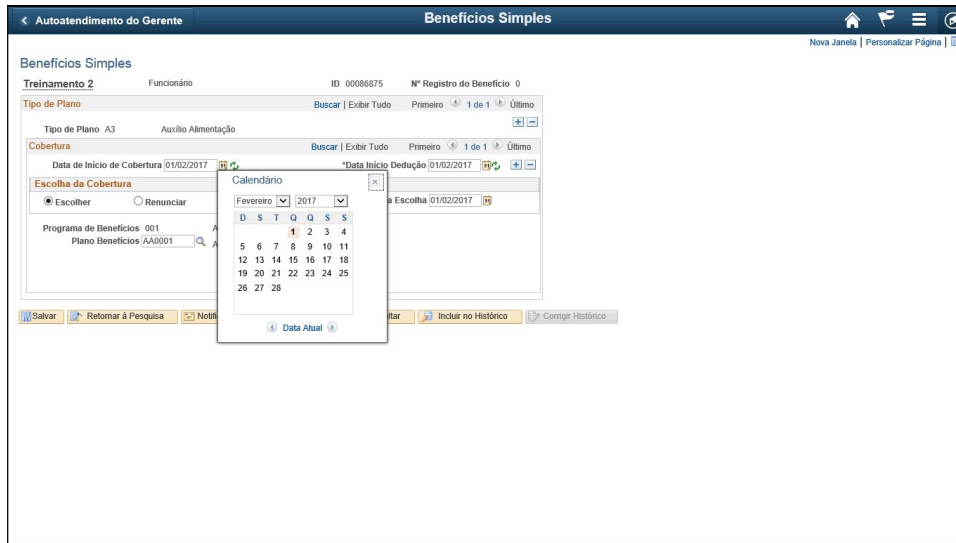 Autoatendimento do Gerente
Benefícios Simples
Nova Janela | Personalizar Página |
Benefícios Simples
Treinamento 2 Funcionário ID 00086875 Nº Registro do Benefício 0
Tipo de Plano Buscar | Exibir Tudo Primeiro 1 de 1 Último
Tipo de Plano A3 Auxílio Alimentação
Cobertura Buscar | Exibir Tudo Primeiro 1 de 1 Último
Data de Início de Cobertura 01/02/2017 *Data Início Dedução 01/02/2017
Escolha da Cobertura
Escolher Renunciar a Escolha 01/02/2017
Programa de Benefícios 001 A
Plano Benefícios AA0001 A
Calendário
Fevereiro 2017
D S T Q Q S S
1 2 3 4
5 6 7 8 9 10 11
12 13 14 15 16 17 18
19 20 21 22 23 24 25
26 27 28
Data Atual
Salvar Retornar à Pesquisa Notifi itar Incluir no Histórico Corrigir Histórico